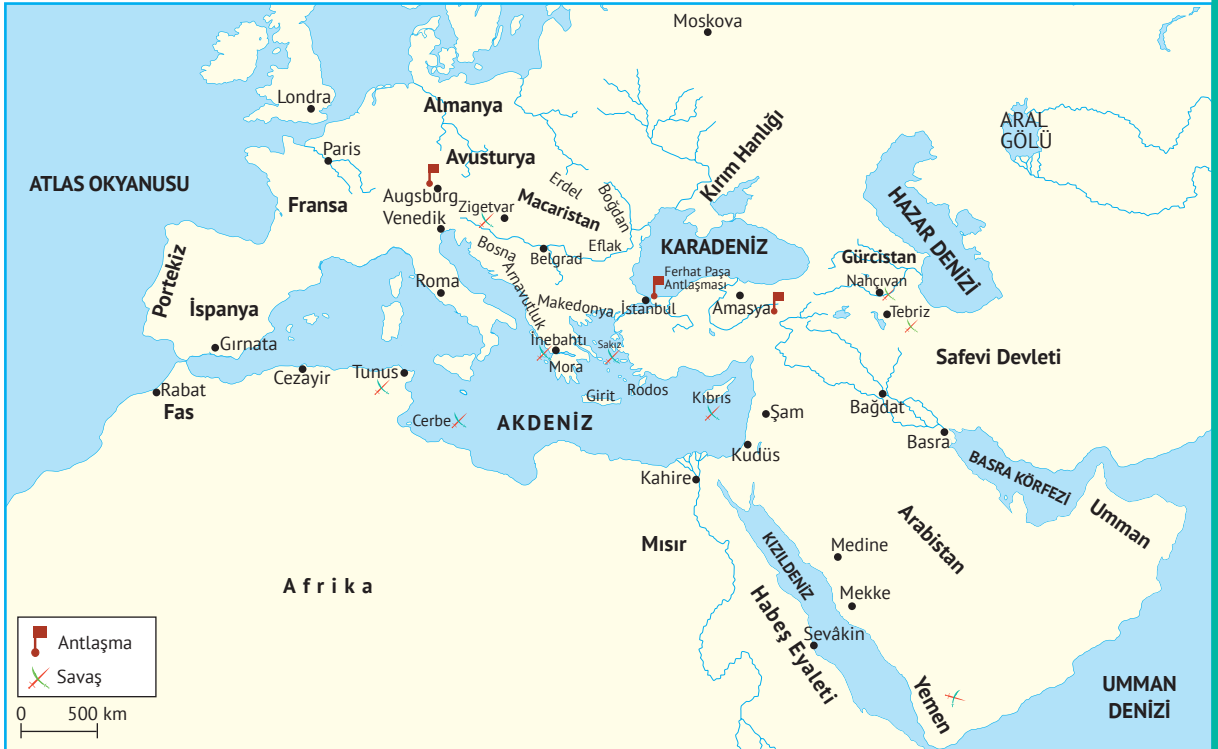 Moskova
Londra
Almanya
ARAL
GÖLÜ
Kırım Hanlığı
Paris
Avusturya
ATLAS OKYANUSU
Augsburg
Erdel
Boğdan
HAZAR DENİZİ
Fransa
Zigetvar
Macaristan
Venedik
Bosna
Eflak
KARADENİZ
Gürcistan
Belgrad
Ferhat Paşa
Antlaşması
Nahçıvan
Portekiz
Roma
Arnavutluk
Makedonya
İstanbul
Amasya
Tebriz
İspanya
Gırnata
İnebahtı
Sakız
Safevi Devleti
Cezayir
Tunus
Mora
Rabat
Girit
Rodos
Kıbrıs
Bağdat
Fas
Cerbe
AKDENİZ
Şam
Basra
Kudüs
Kahire
BASRA KÖRFEZİ
Umman
Mısır
Arabistan
KIZILDENİZ
Medine
Afrika
Mekke
Habeş Eyaleti
Sevâkin
Antlaşma
Savaş
Yemen
UMMAN
DENİZİ
0 500 km